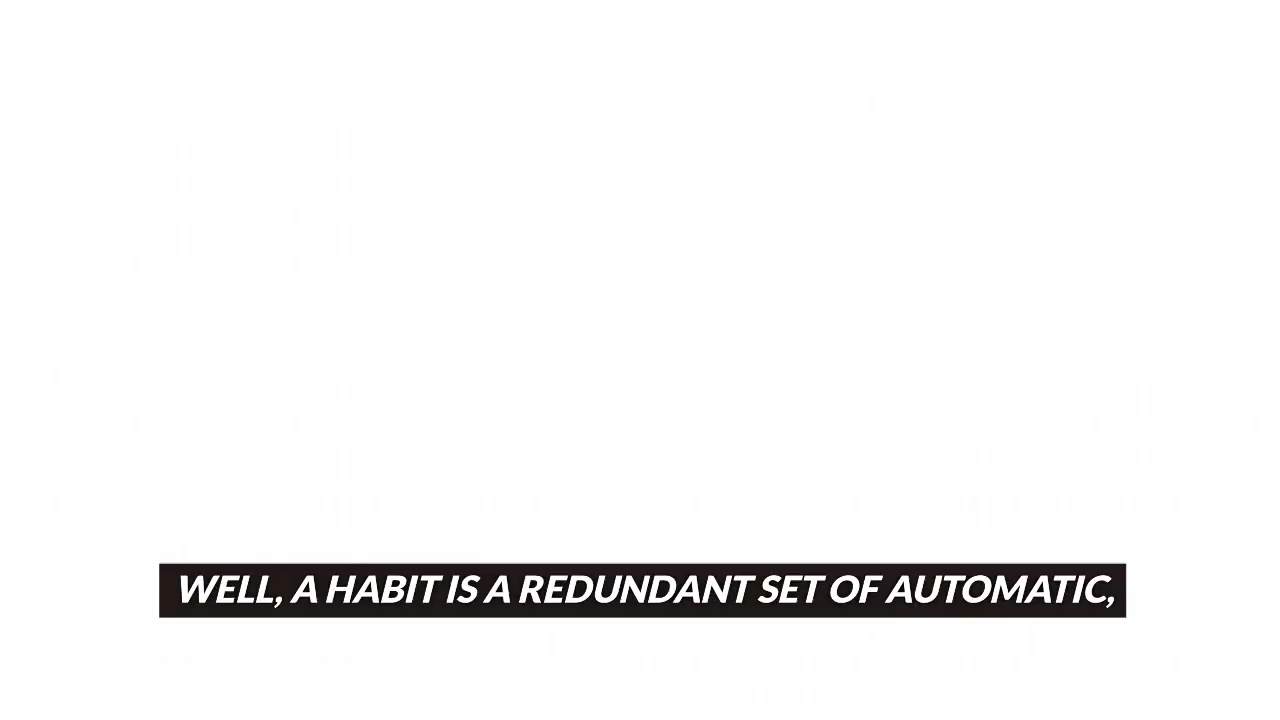 WELL, A HABIT IS A REDUNDANT SET OF AUTOMATIC,